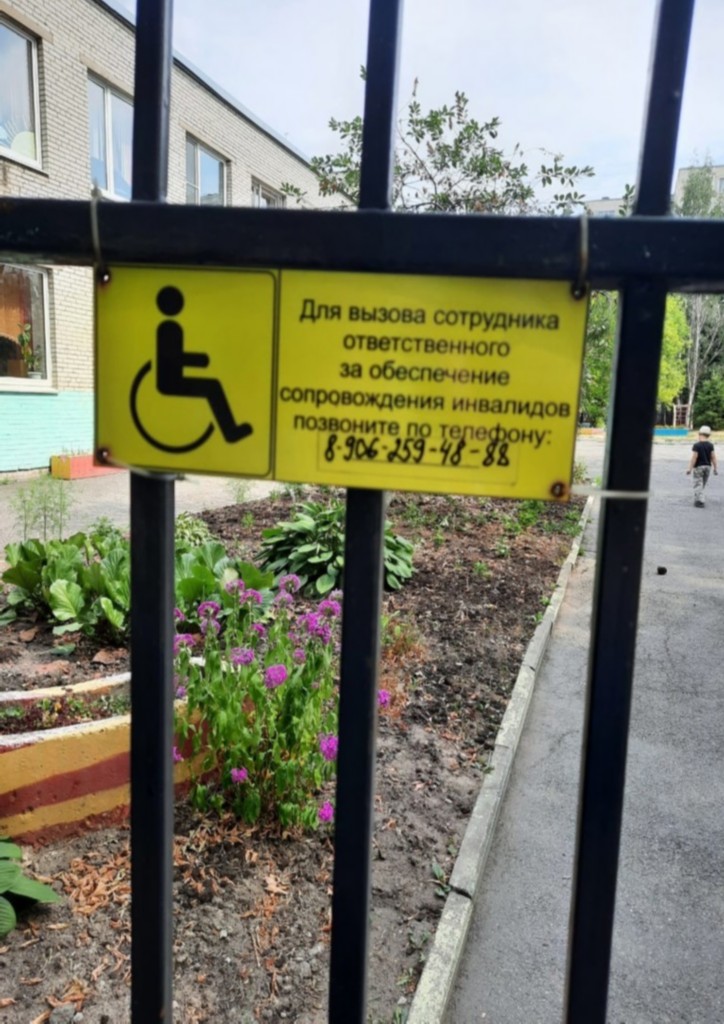 Для вызова сотрудника
ответственного
за обеспечение
сопровождения инвалидов
позвоните по телефону:
8-906-259-48-88